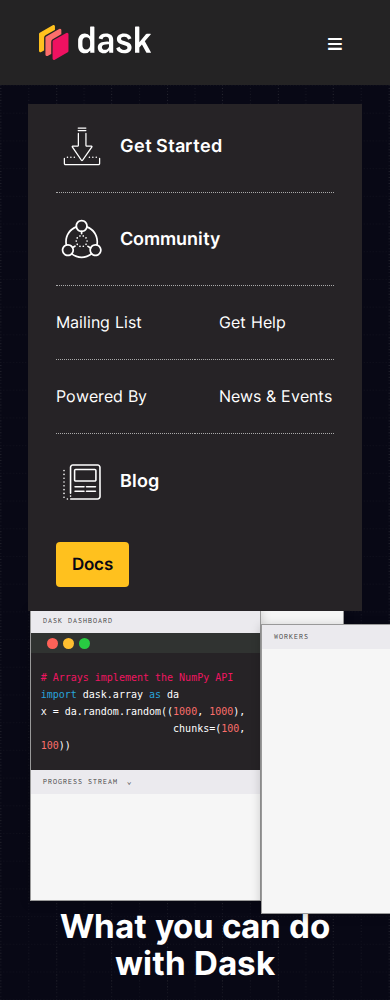 dask
Get Started
Community
Mailing List
Get Help
Powered By
News & Events
Blog
Docs
DASK DASHBOARD
# Arrays implement the NumPy API
import dask.array as da
x = da.random.random((1000, 1000),
chunks=(100,
100))
PROGRESS STREAM
WORKERS
What you can do
with Dask